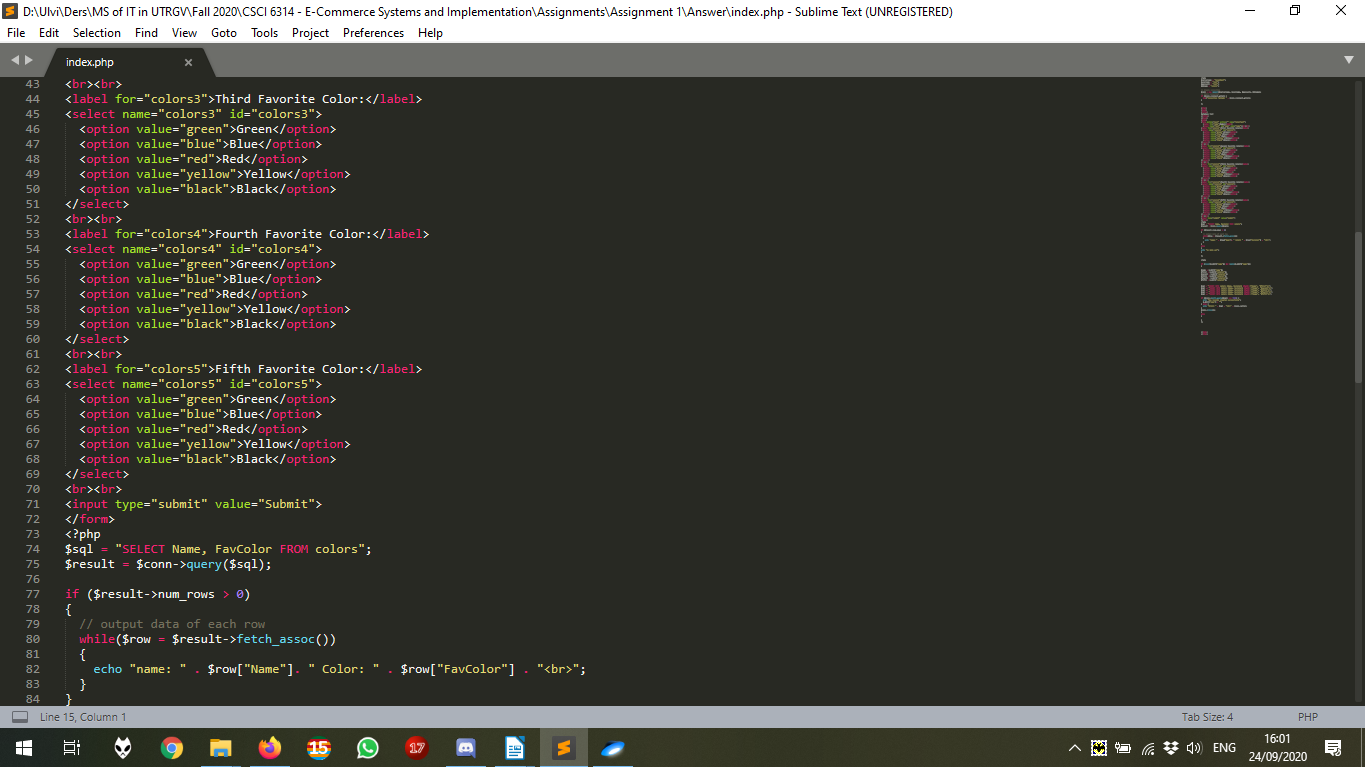 D:\Ulvi\Ders\MS of IT in UTRGV\Fall 2020\CSCI 6314 - E-Commerce Systems and Implementation\Assignments\Assignment 1\Answer\index.php - Sublime Text (UNREGISTERED)
File Edit Selection Find View Goto Tools Project Preferences Help
index.php
43 <br><br>
44 <label for="colors3">Third Favorite Color:</label>
45 <select name="colors3" id="colors3">
46   <option value="green">Green</option>
47   <option value="blue">Blue</option>
48   <option value="red">Red</option>
49   <option value="yellow">Yellow</option>
50   <option value="black">Black</option>
51 </select>
52 <br><br>
53 <label for="colors4">Fourth Favorite Color:</label>
54 <select name="colors4" id="colors4">
55   <option value="green">Green</option>
56   <option value="blue">Blue</option>
57   <option value="red">Red</option>
58   <option value="yellow">Yellow</option>
59   <option value="black">Black</option>
60 </select>
61 <br><br>
62 <label for="colors5">Fifth Favorite Color:</label>
63 <select name="colors5" id="colors5">
64   <option value="green">Green</option>
65   <option value="blue">Blue</option>
66   <option value="red">Red</option>
67   <option value="yellow">Yellow</option>
68   <option value="black">Black</option>
69 </select>
70 <br><br>
71 <input type="submit" value="Submit">
72 </form>
73 <?php
74 $sql = "SELECT Name, FavColor FROM colors";
75 $result = $conn->query($sql);
76
77 if ($result->num_rows > 0)
78 {
79   // output data of each row
80   while($row = $result->fetch_assoc())
81   {
82     echo "name: " . $row["Name"]. " Color: " . $row["FavColor"] . "<br>";
83   }
84 }
Line 15, Column 1 Tab Size: 4 PHP
15 17 ENG 16:01
24/09/2020